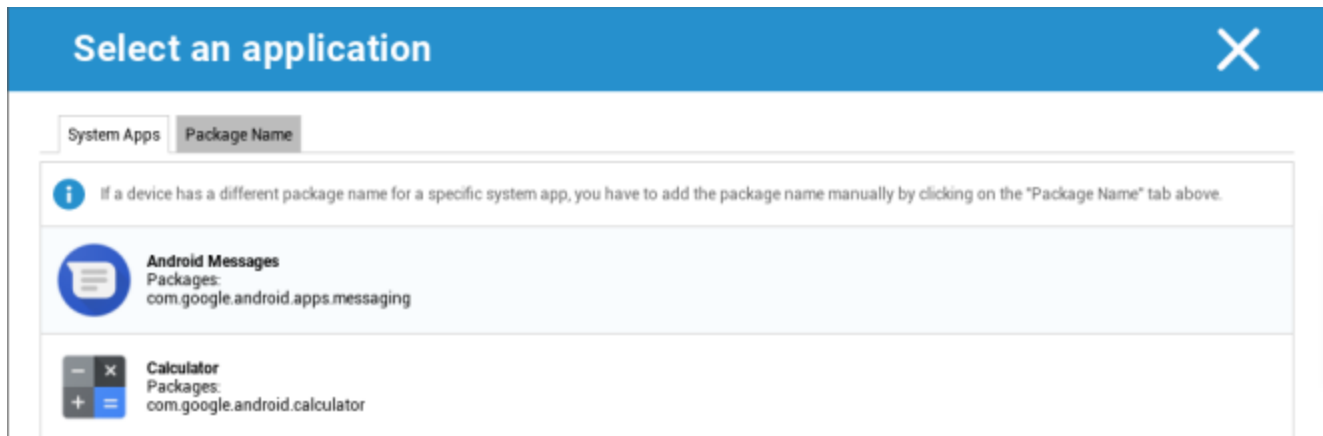 Select an application
System Apps
Package Name
If a device has a different package name for a specific system app, you have to add the package name manually by clicking on the "Package Name" tab above.
Android Messages
Packages:
com.google.android.apps.messaging
Calculator
Packages:
com.google.android.calculator